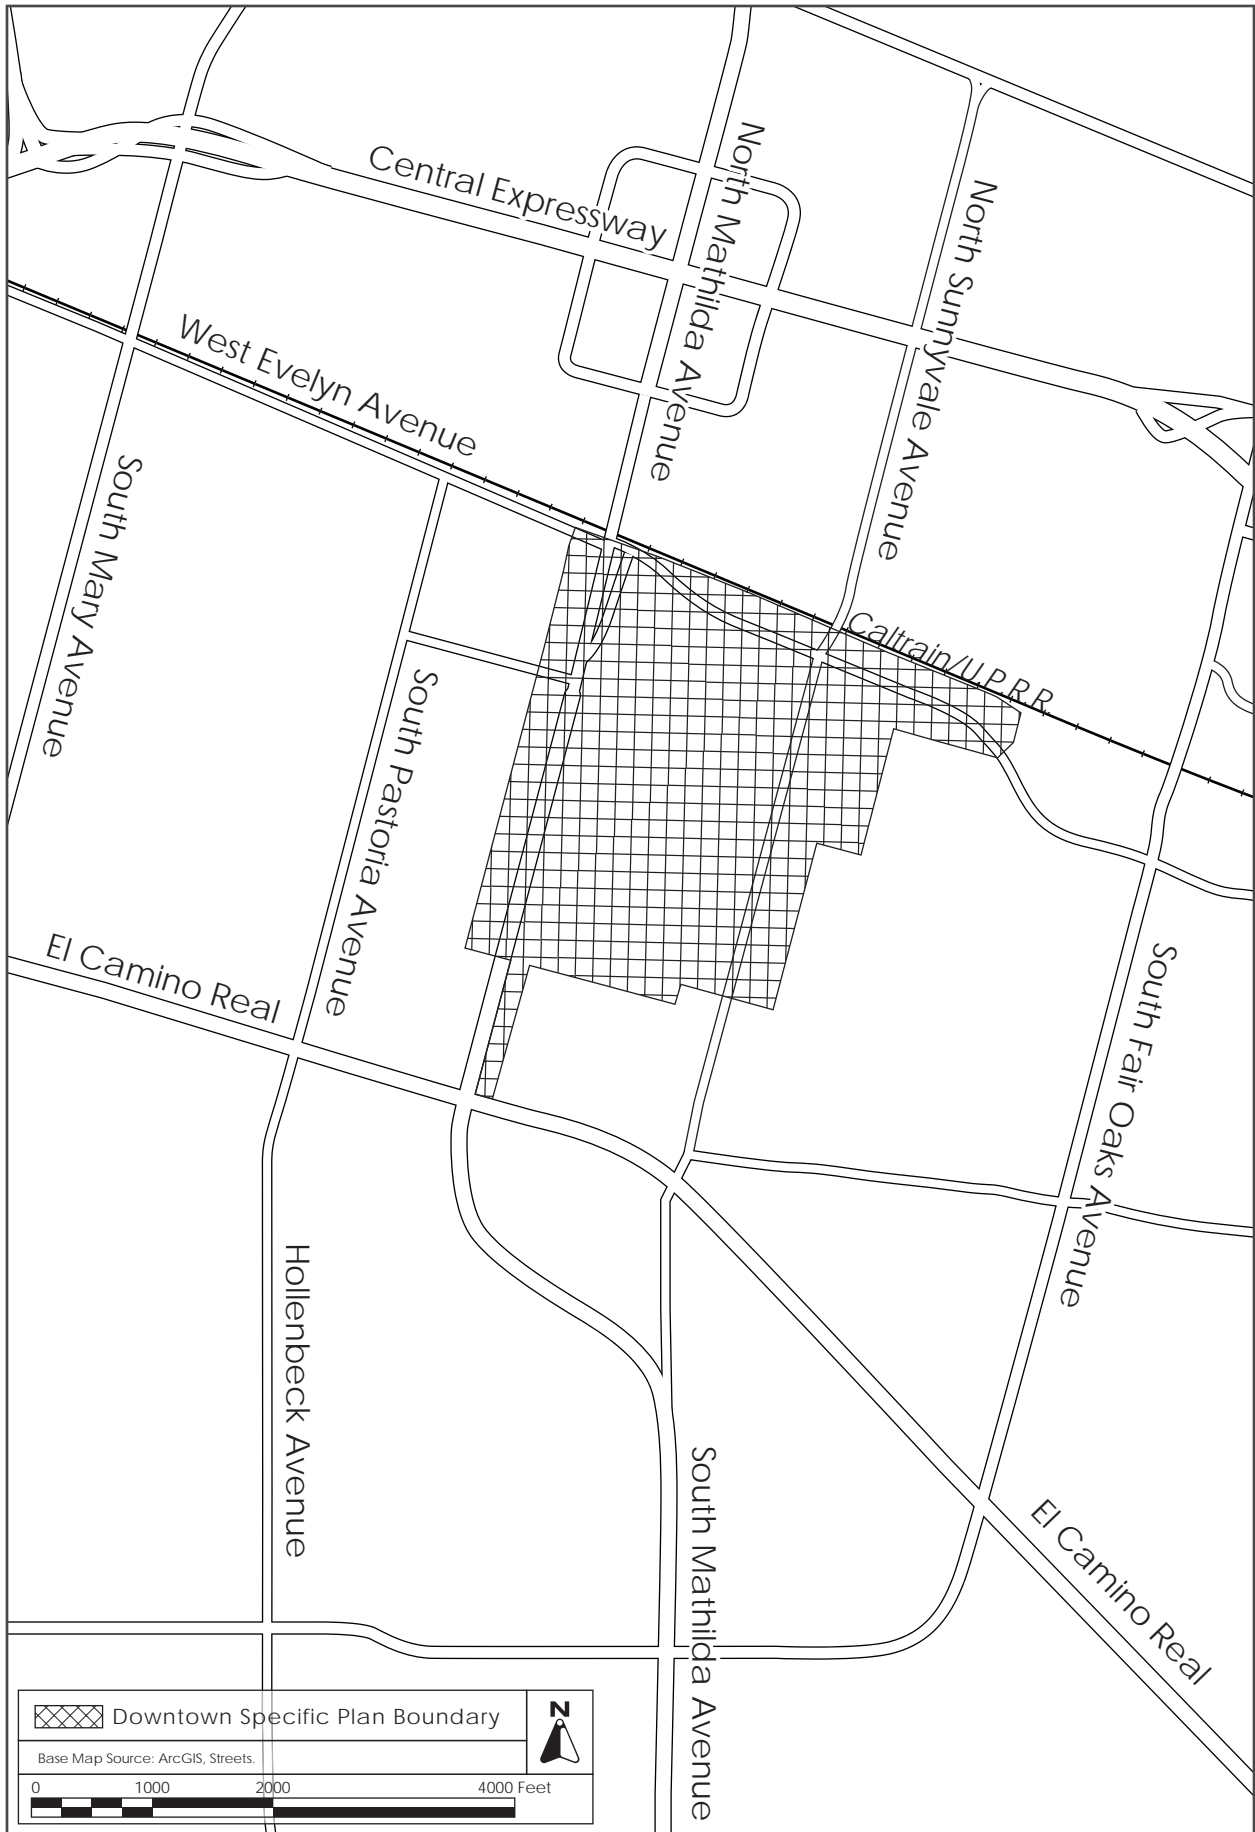 Central Expressway
North Mathilda Avenue
North Sunnyvale Avenue
West Evelyn Avenue
South Mary Avenue
Caltrain/U.P.R.R.
South Pastoria Avenue
El Camino Real
South Fair Oaks Avenue
Hollenbeck Avenue
South Mathilda Avenue
El Camino Real
Downtown Specific Plan Boundary
N
Base Map Source: ArcGIS, Streets.
0 1000 2000 4000 Feet